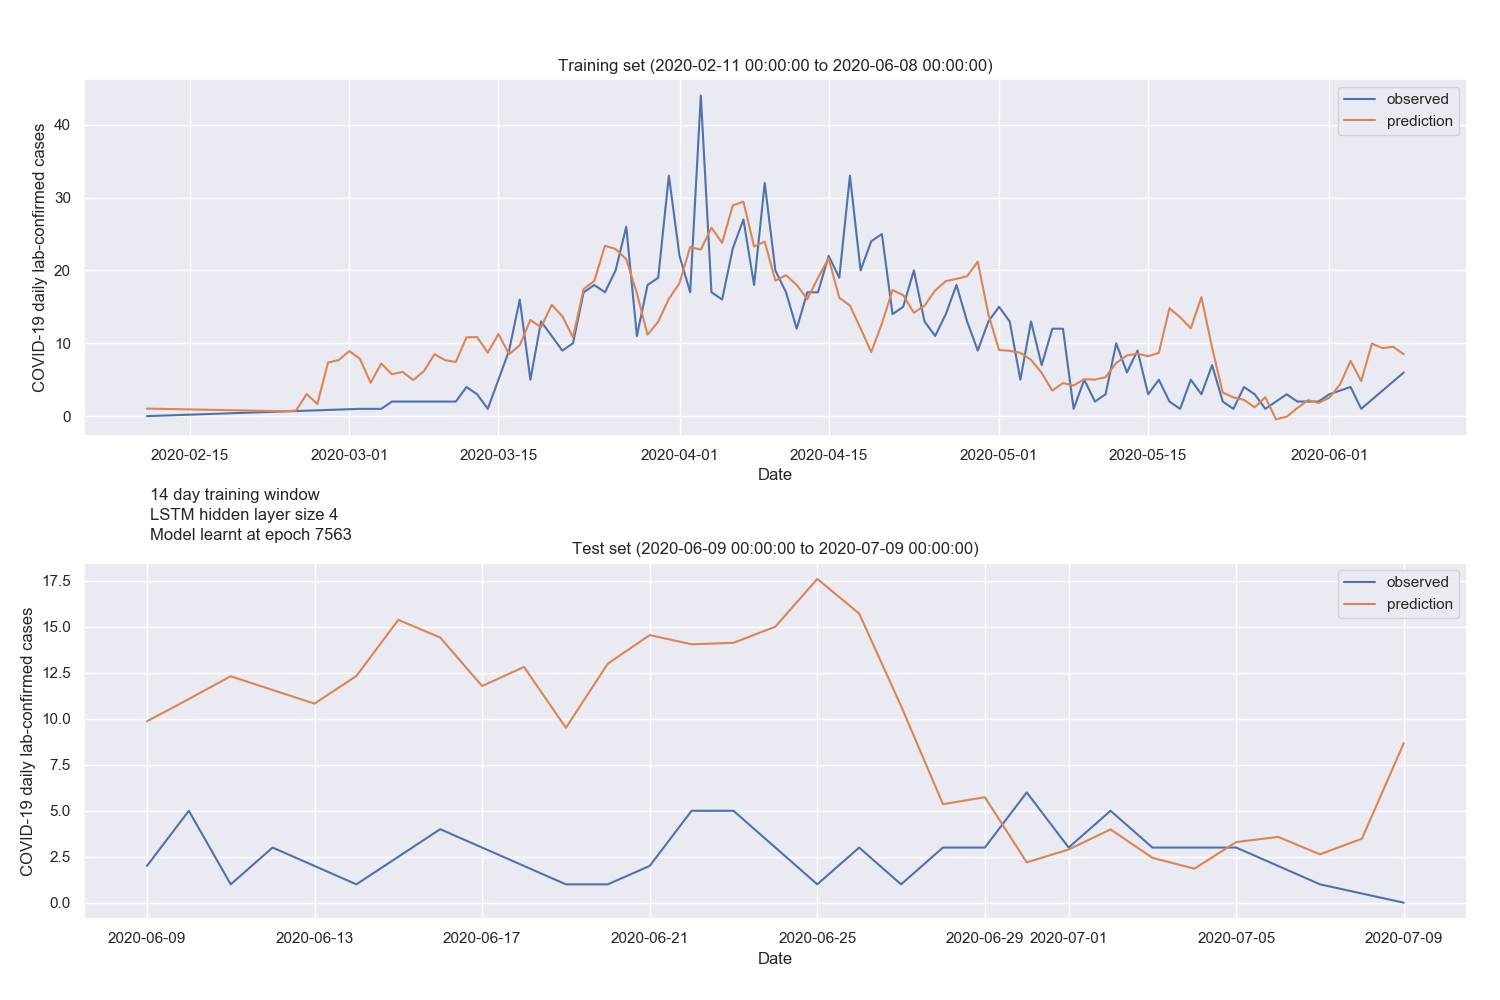 Training set (2020-02-11 00:00:00 to 2020-06-08 00:00:00)
COVID-19 daily lab-confirmed cases
40
30
20
10
0
observed
prediction
2020-02-15 2020-03-01 2020-03-15 2020-04-01 2020-04-15 2020-05-01 2020-05-15 2020-06-01
Date
14 day training window
LSTM hidden layer size 4
Model learnt at epoch 7563
Test set (2020-06-09 00:00:00 to 2020-07-09 00:00:00)
COVID-19 daily lab-confirmed cases
17.5
15.0
12.5
10.0
7.5
5.0
2.5
0.0
observed
prediction
2020-06-09 2020-06-13 2020-06-17 2020-06-21 2020-06-25 2020-06-29 2020-07-01 2020-07-05 2020-07-09
Date